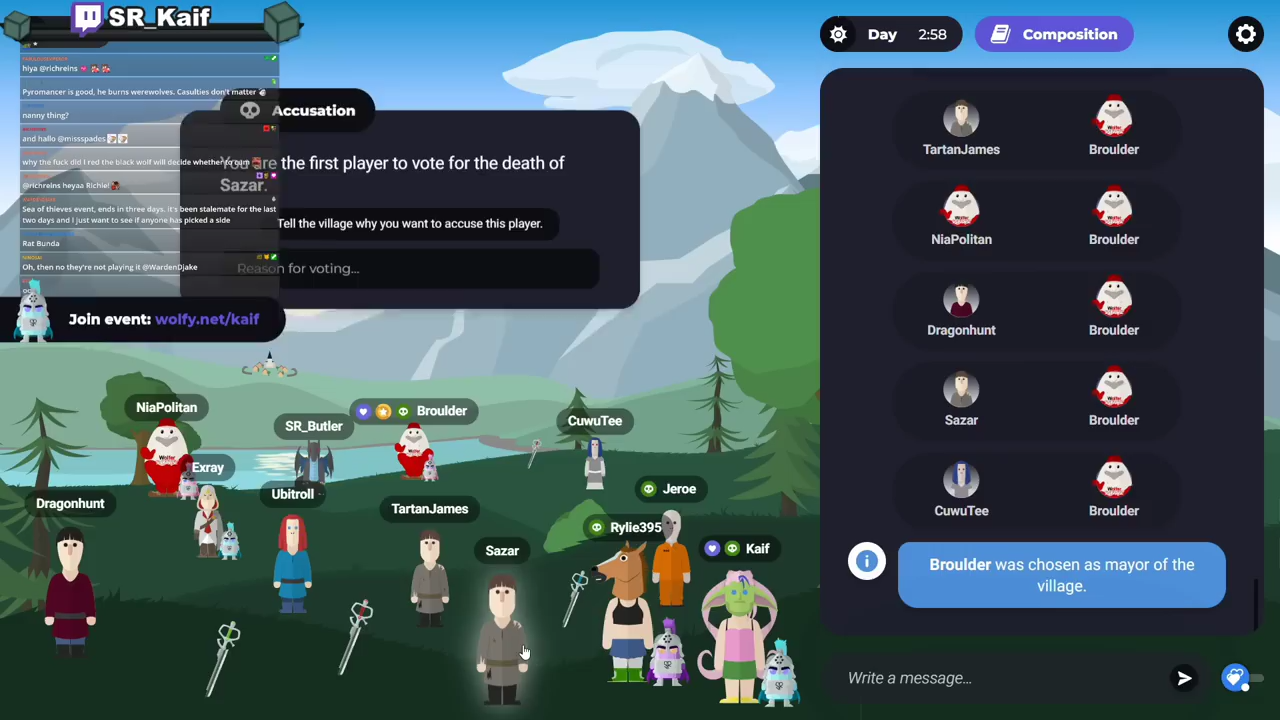 SR_Kaif
hiya @richreins
Pyromancer is good, he burns werewolves. Casulties don't matter
nanny thing?
and hallo @missspades
why the fuck did I red the black wolf will decide whether to cum
@richreins heyaa Richie!
Sea of thieves event, ends in three days, it's been stalemate for the last
two days and I just want to see if anyone has picked a side
Rat Bunda
Oh, then no they're not playing it @WardenDjake
Join event: wolfy.net/kaif
Accusation
You are the first player to vote for the death of
Sazar.
Tell the village why you want to accuse this player.
Reason for voting...
NiaPolitan
SR_Butler
Broulder
CuwuTee
Exray
Ubitroll
Dragonhunt
TartanJames
Jeroe
Rylie395
Sazar
Kaif
Day 2:58
Composition
TartanJames Broulder
NiaPolitan Broulder
Dragonhunt Broulder
Sazar Broulder
CuwuTee Broulder
Broulder was chosen as mayor of the
village.
Write a message...